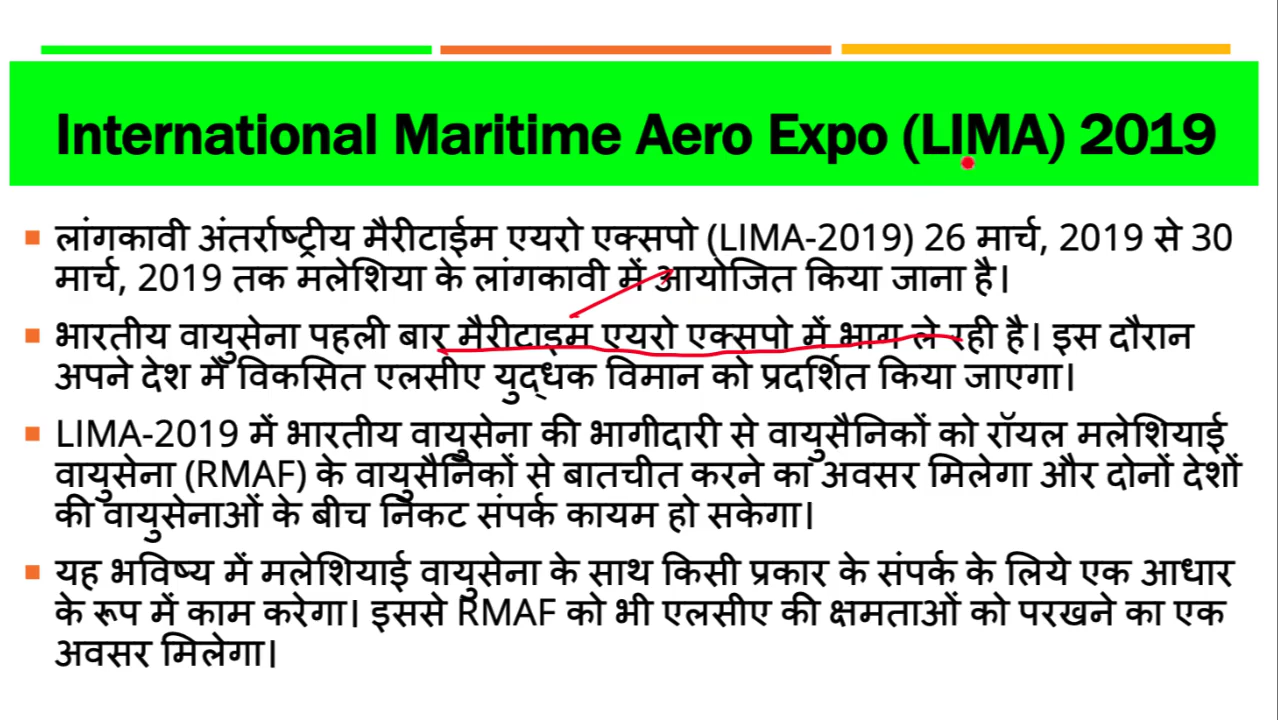 International Maritime Aero Expo (LIMA) 2019
लांगकावी अंतर्राष्ट्रीय मैरीटाईम एयरो एक्सपो (LIMA-2019) 26 मार्च, 2019 से 30
मार्च, 2019 तक मलेशिया के लांगकावी में आयोजित किया जाना है।
भारतीय वायुसेना पहली बार मैरीटाइम एयरो एक्सपो में भाग ले रही है। इस दौरान
अपने देश में विकसित एलसीए युद्धक विमान को प्रदर्शित किया जाएगा।
LIMA-2019 में भारतीय वायुसेना की भागीदारी से वायुसैनिकों को रॉयल मलेशियाई
वायुसेना (RMAF) के वायुसैनिकों से बातचीत करने का अवसर मिलेगा और दोनों देशों
की वायुसेनाओं के बीच निकट संपर्क कायम हो सकेगा।
यह भविष्य में मलेशियाई वायुसेना के साथ किसी प्रकार के संपर्क के लिये एक आधार
के रूप में काम करेगा। इससे RMAF को भी एलसीए की क्षमताओं को परखने का एक
अवसर मिलेगा।